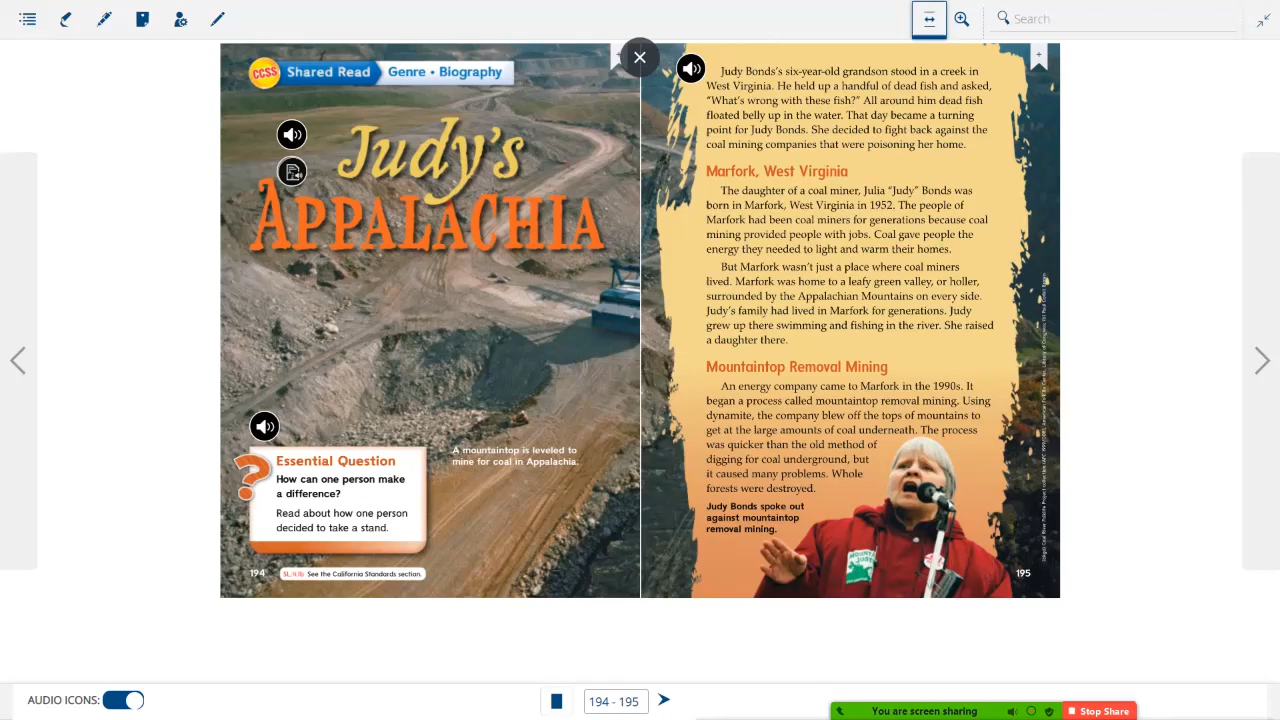 Search
CCSS Shared Read Genre • Biography
Judy's
APPALACHIA
A mountaintop is leveled to
mine for coal in Appalachia.
?
Essential Question
How can one person make
a difference?
Read about how one person
decided to take a stand.
194
See the California Standards section.
Judy Bonds's six-year-old grandson stood in a creek in
West Virginia. He held up a handful of dead fish and asked,
“What's wrong with these fish?” All around him dead fish
floated belly up in the water. That day became a turning
point for Judy Bonds. She decided to fight back against the
coal mining companies that were poisoning her home.
Marfork, West Virginia
The daughter of a coal miner, Julia “Judy” Bonds was
born in Marfork, West Virginia in 1952. The people of
Marfork had been coal miners for generations because coal
mining provided people with jobs. Coal gave people the
energy they needed to light and warm their homes.
But Marfork wasn't just a place where coal miners
lived. Marfork was home to a leafy green valley, or holler,
surrounded by the Appalachian Mountains on every side.
Judy's family had lived in Marfork for generations. Judy
grew up there swimming and fishing in the river. She raised
a daughter there.
Mountaintop Removal Mining
An energy company came to Marfork in the 1990s. It
began a process called mountaintop removal mining. Using
dynamite, the company blew off the tops of mountains to
get at the large amounts of coal underneath. The process
was quicker than the old method of
digging for coal underground, but
it caused many problems. Whole
forests were destroyed.
Judy Bonds spoke out
against mountaintop
removal mining.
195
AUDIO ICONS:
194 - 195
You are screen sharing
Stop Share